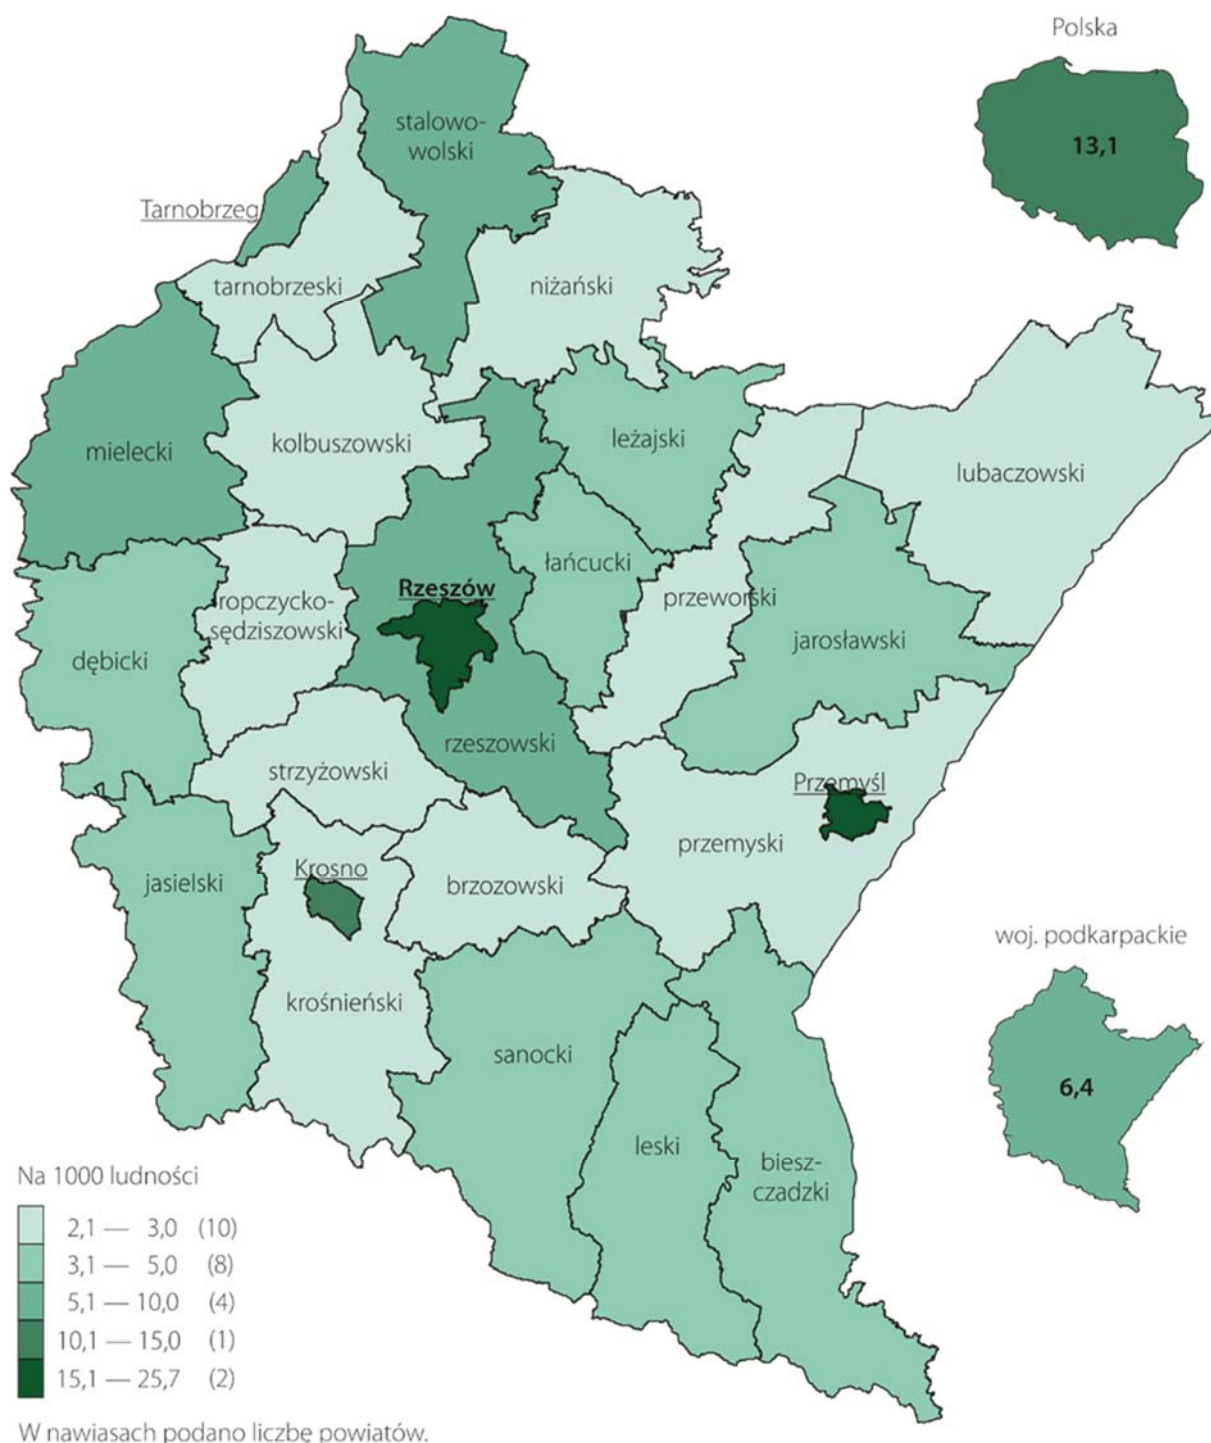 Polska
13,1
stalowo-
wolski
Tarnobrzeg
tarnobrzeski
niżański
mielecki
kolbuszowski
leżajski
lubaczowski
ropczycko-
sędziszowski
Rzeszów
łańcucki
przeworski
jarosławski
dębicki
rzeszowski
strzyżowski
Przemyśl
przemyski
jasielski
Krosno
brzozowski
krośnieński
sanocki
leski
biesz-
czadzki
woj. podkarpackie
6,4
Na 1000 ludności
2,1 — 3,0 (10)
3,1 — 5,0 (8)
5,1 — 10,0 (4)
10,1 — 15,0 (1)
15,1 — 25,7 (2)
W nawiasach podano liczbę powiatów.